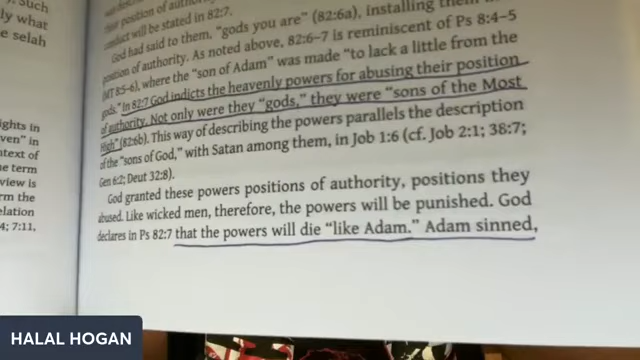 ). Such
ly what
e selah
ights in
ven" in
ntext of
e term
view is
rm the
elation
4; 7:11,
their position of autho
conduct will be stated in 82:7.
God had said to them, "gods you are" (82:6a), installing them in
position of authority. As noted above, 82:6–7 is reminiscent of Ps 8:4–5
(MT 8:5–6), where the "son of Adam" was made "to lack a little from the
gods." In 82:7 God indicts the heavenly powers for abusing their position
of authority. Not only were they "gods," they were "sons of the Most
High" (82:6b). This way of describing the powers parallels the description
of the "sons of God," with Satan among them, in Job 1:6 (cf. Job 2:1; 38:7;
Gen 6:2; Deut 32:8).
God granted these powers positions of authority, positions they
abused. Like wicked men, therefore, the powers will be punished. God
declares in Ps 82:7 that the powers will die "like Adam." Adam sinned,
HALAL HOGAN